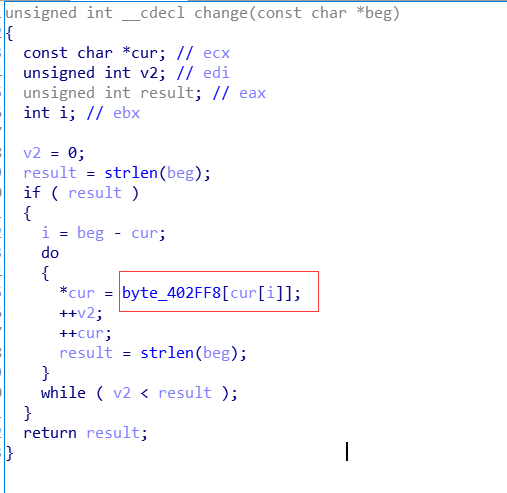 unsigned int __cdecl change(const char *beg)
{
  const char *cur; // ecx
  unsigned int v2; // edi
  unsigned int result; // eax
  int i; // ebx

  v2 = 0;
  result = strlen(beg);
  if ( result )
  {
    i = beg - cur;
    do
    {
      *cur = byte_402FF8[cur[i]];
      ++v2;
      ++cur;
      result = strlen(beg);
    }
    while ( v2 < result );
  }
  return result;
}